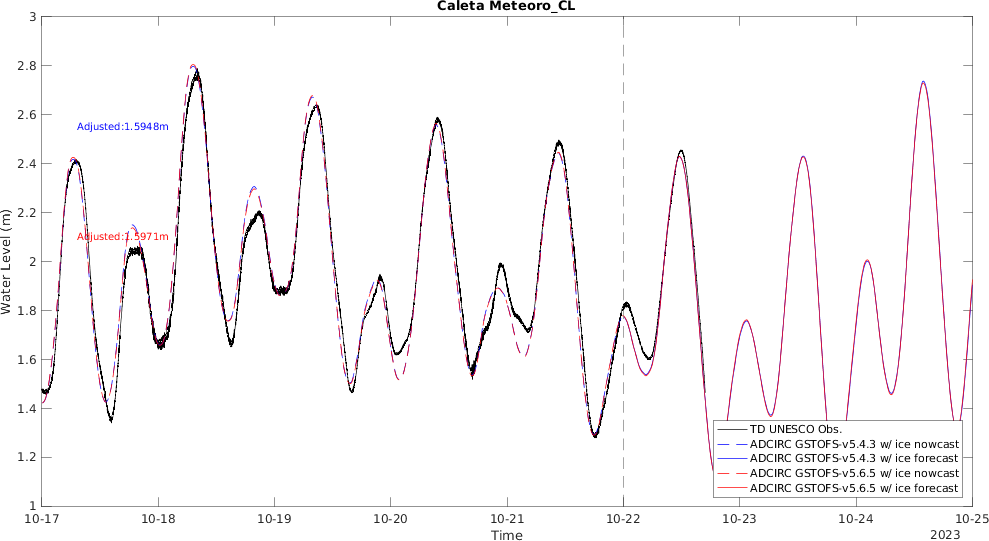 Caleta Meteoro_CL
3
2.8
2.6
2.4
2.2
2
1.8
1.6
1.4
1.2
1
Water Level (m)
Adjusted:1.5948m
Adjusted:1.5971m
TD UNESCO Obs.
ADCIRC GSTOFS-v5.4.3 w/ ice nowcast
ADCIRC GSTOFS-v5.4.3 w/ ice forecast
ADCIRC GSTOFS-v5.6.5 w/ ice nowcast
ADCIRC GSTOFS-v5.6.5 w/ ice forecast
10-17 10-18 10-19 10-20 10-21 10-22 10-23 10-24 10-25
Time
2023